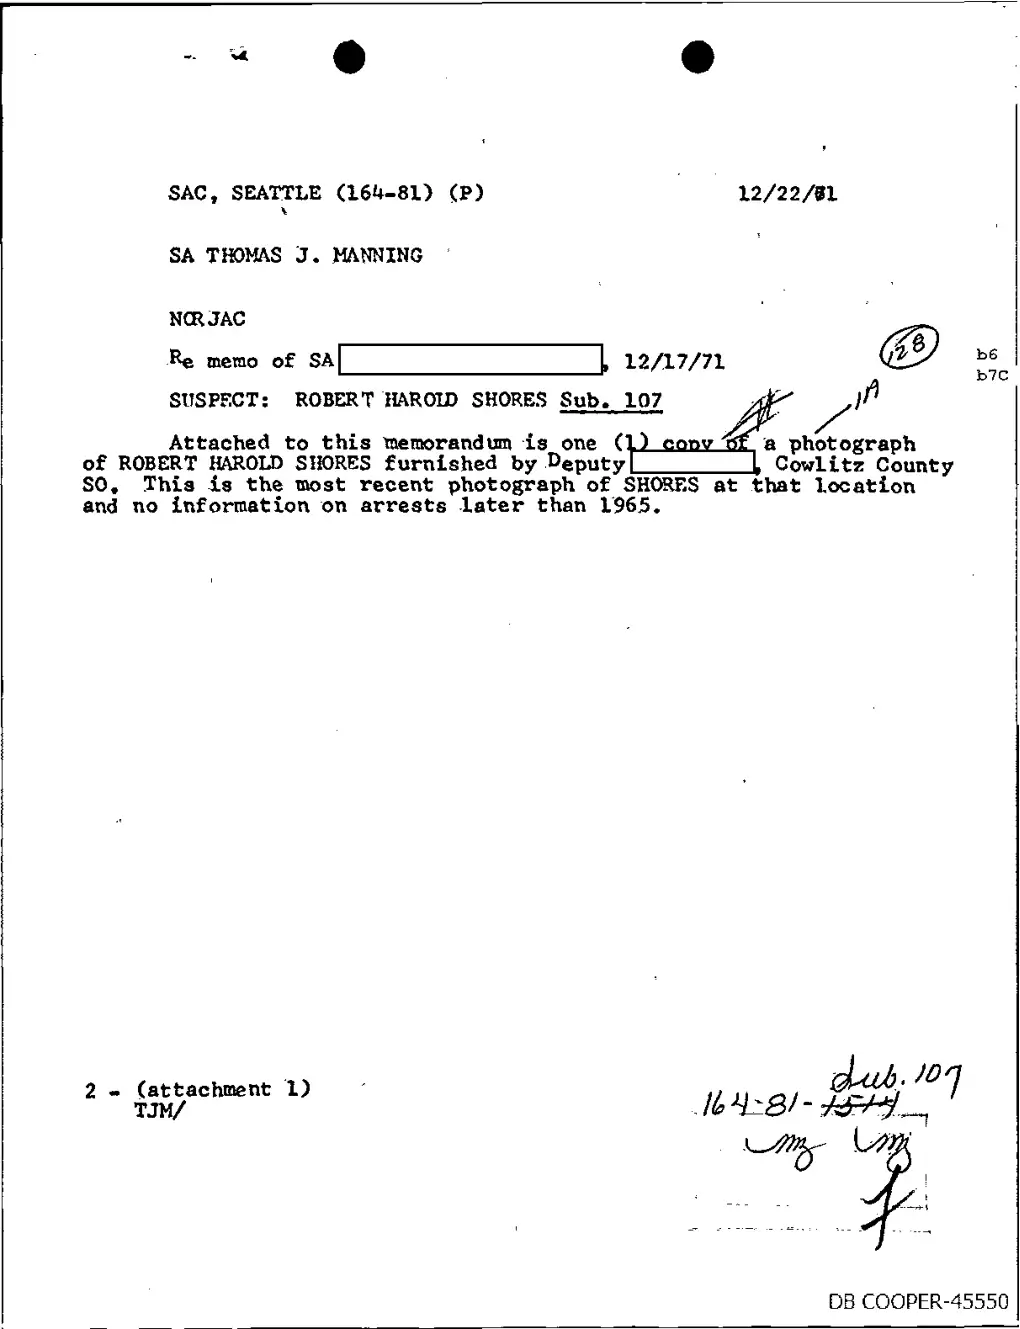 SAC, SEATTLE (164-81) (P) 12/22/71
SA THOMAS J. MANNING
NORJAC
Re memo of SA , 12/17/71
128
b6
b7C
SUSPECT: ROBERT HAROLD SHORES Sub. 107
1A
Attached to this memorandum is one (1) copy of a photograph
of ROBERT HAROLD SHORES furnished by Deputy , Cowlitz County
SO. This is the most recent photograph of SHORES at that location
and no information on arrests later than 1965.
2 - (attachment 1)
TJM/
Sub. 107
164-81-1514
DB COOPER-45550